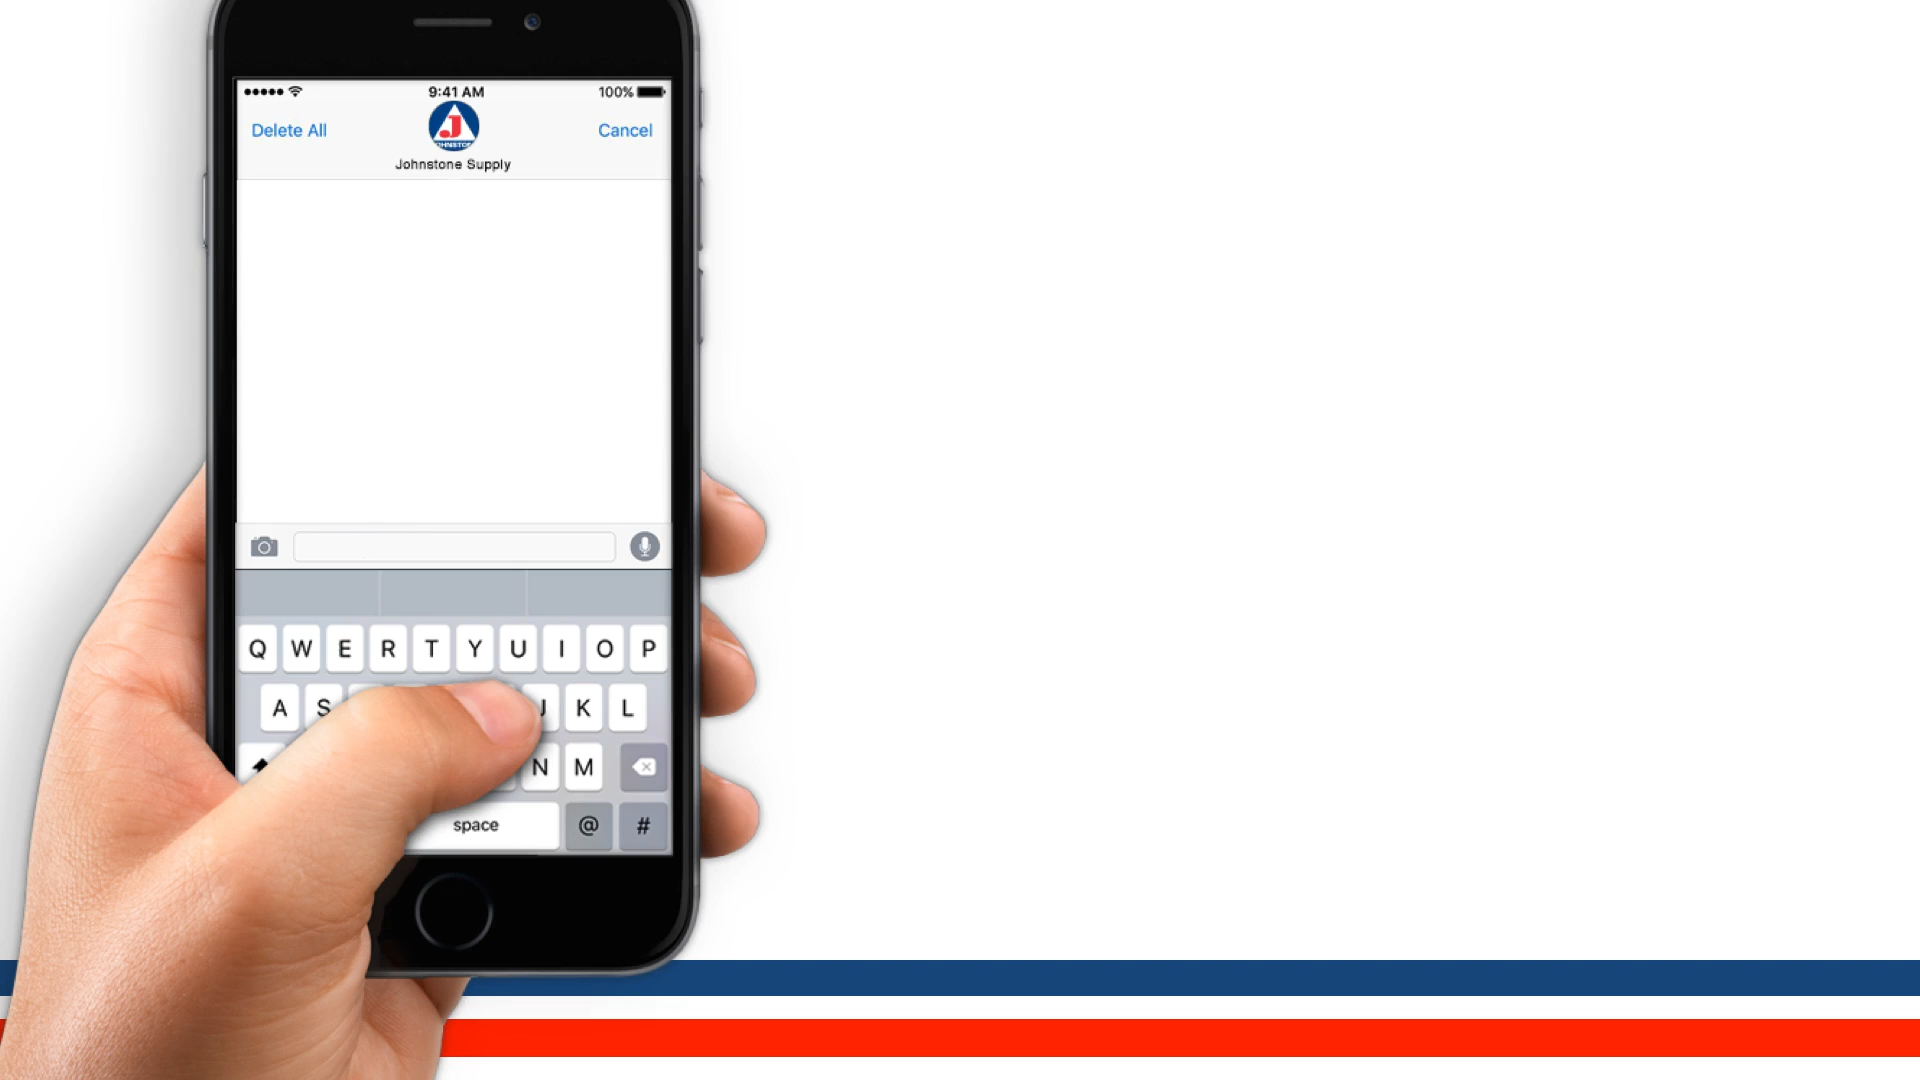 9:41 AM
100%
Delete All
J
Cancel
Johnstone Supply
Q W E R T Y U I O P
A S J K L
N M
space @ #